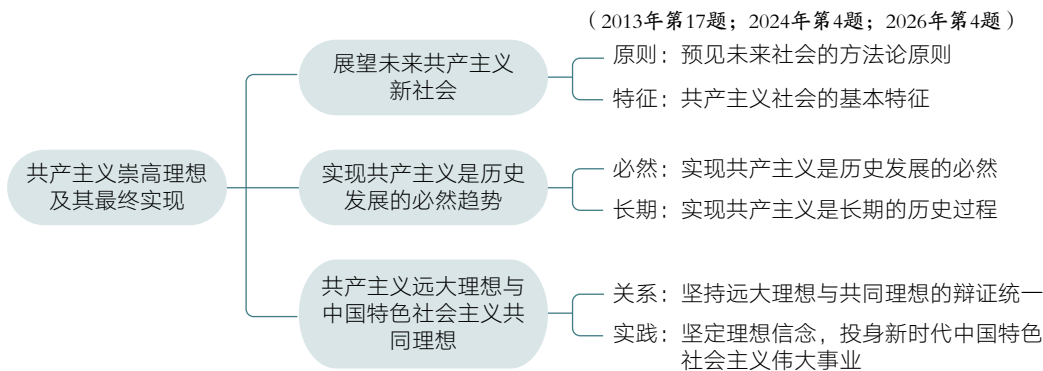 （2013年第17题；2024年第4题；2026年第4题）
展望未来共产主义
新社会
原则：预见未来社会的方法论原则
特征：共产主义社会的基本特征
共产主义崇高理想
及其最终实现
实现共产主义是历史
发展的必然趋势
必然：实现共产主义是历史发展的必然
长期：实现共产主义是长期的历史过程
共产主义远大理想与
中国特色社会主义共
同理想
关系：坚持远大理想与共同理想的辩证统一
实践：坚定理想信念，投身新时代中国特色
社会主义伟大事业